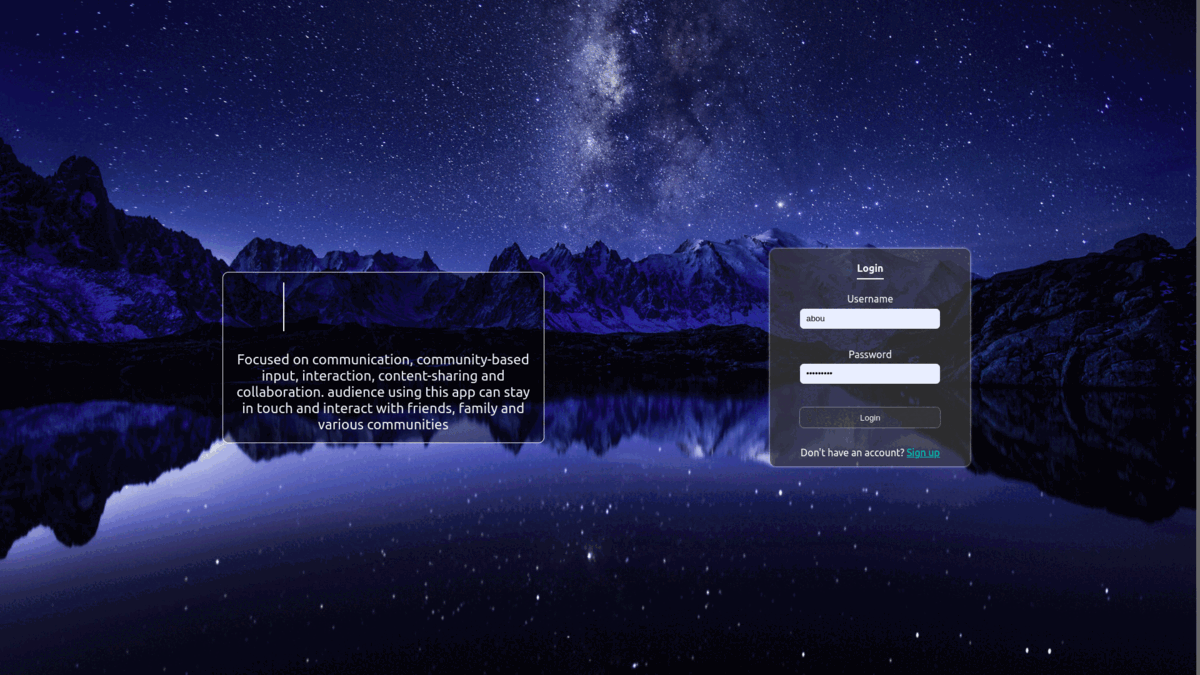 Focused on communication, community-based
input, interaction, content-sharing and
collaboration. audience using this app can stay
in touch and interact with friends, family and
various communities
Login
Username
abou
Password
•••••••••
Login
Don't have an account? Sign up